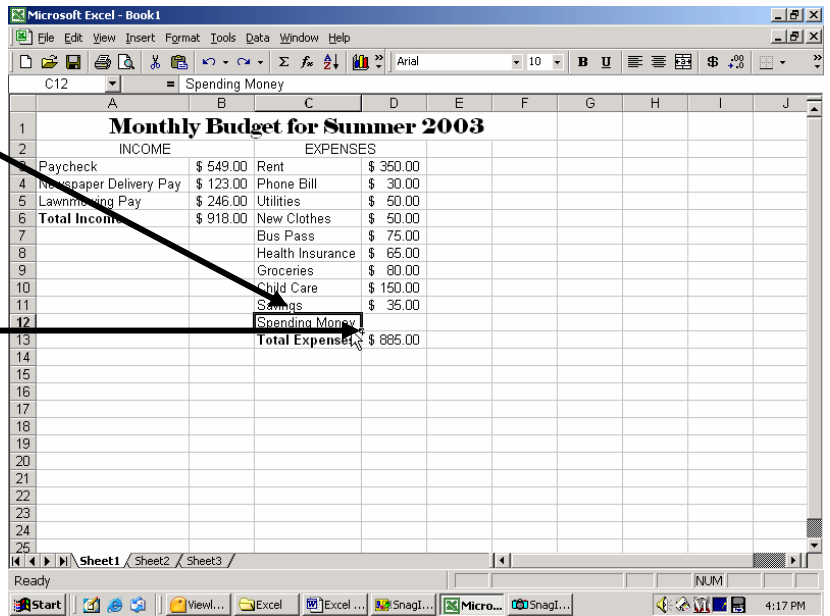 Microsoft Excel - Book1
File Edit View Insert Format Tools Data Window Help
Arial 10 B U $
C12 = Spending Money
A B C D E F G H I J
1 Monthly Budget for Summer 2003
2 INCOME EXPENSES
3 Paycheck $ 549.00 Rent $ 350.00
4 Newspaper Delivery Pay $ 123.00 Phone Bill $ 30.00
5 Lawnmowing Pay $ 246.00 Utilities $ 50.00
6 Total Income $ 918.00 New Clothes $ 50.00
7 Bus Pass $ 75.00
8 Health Insurance $ 65.00
9 Groceries $ 80.00
10 Child Care $ 150.00
11 Savings $ 35.00
12 Spending Money
13 Total Expenses $ 885.00
14
15
16
17
18
19
20
21
22
23
24
25
Sheet1 Sheet2 Sheet3
Ready NUM
Start Viewl... Excel Excel ... SnagI... Micro... SnagI... 4:17 PM